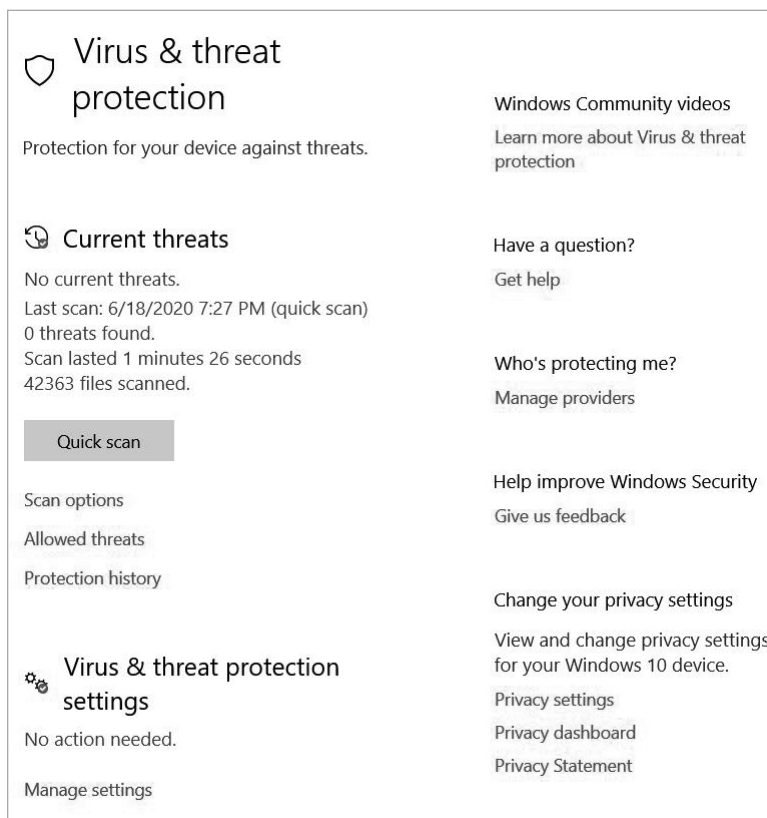 Virus & threat
protection
Protection for your device against threats.
Current threats
No current threats.
Last scan: 6/18/2020 7:27 PM (quick scan)
0 threats found.
Scan lasted 1 minutes 26 seconds
42363 files scanned.
Quick scan
Scan options
Allowed threats
Protection history
Virus & threat protection
settings
No action needed.
Manage settings
Windows Community videos
Learn more about Virus & threat
protection
Have a question?
Get help
Who's protecting me?
Manage providers
Help improve Windows Security
Give us feedback
Change your privacy settings
View and change privacy settings
for your Windows 10 device.
Privacy settings
Privacy dashboard
Privacy Statement